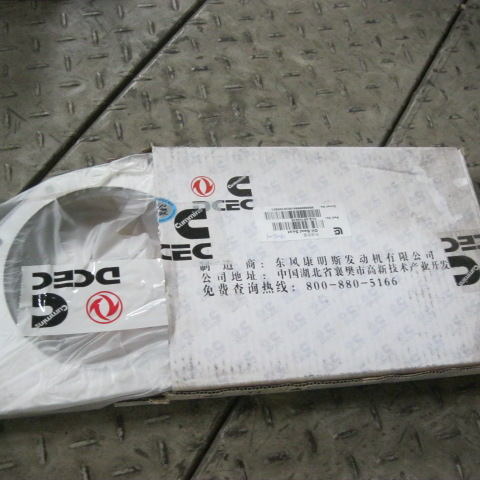 Cummins
DCEC
制造商:东风康明斯发动机有限公司
公司地址:中国湖北省襄樊市高新技术产业开发
免费查询热线:800-880-5166
DCEC
Cummins
DCEC
Cummins